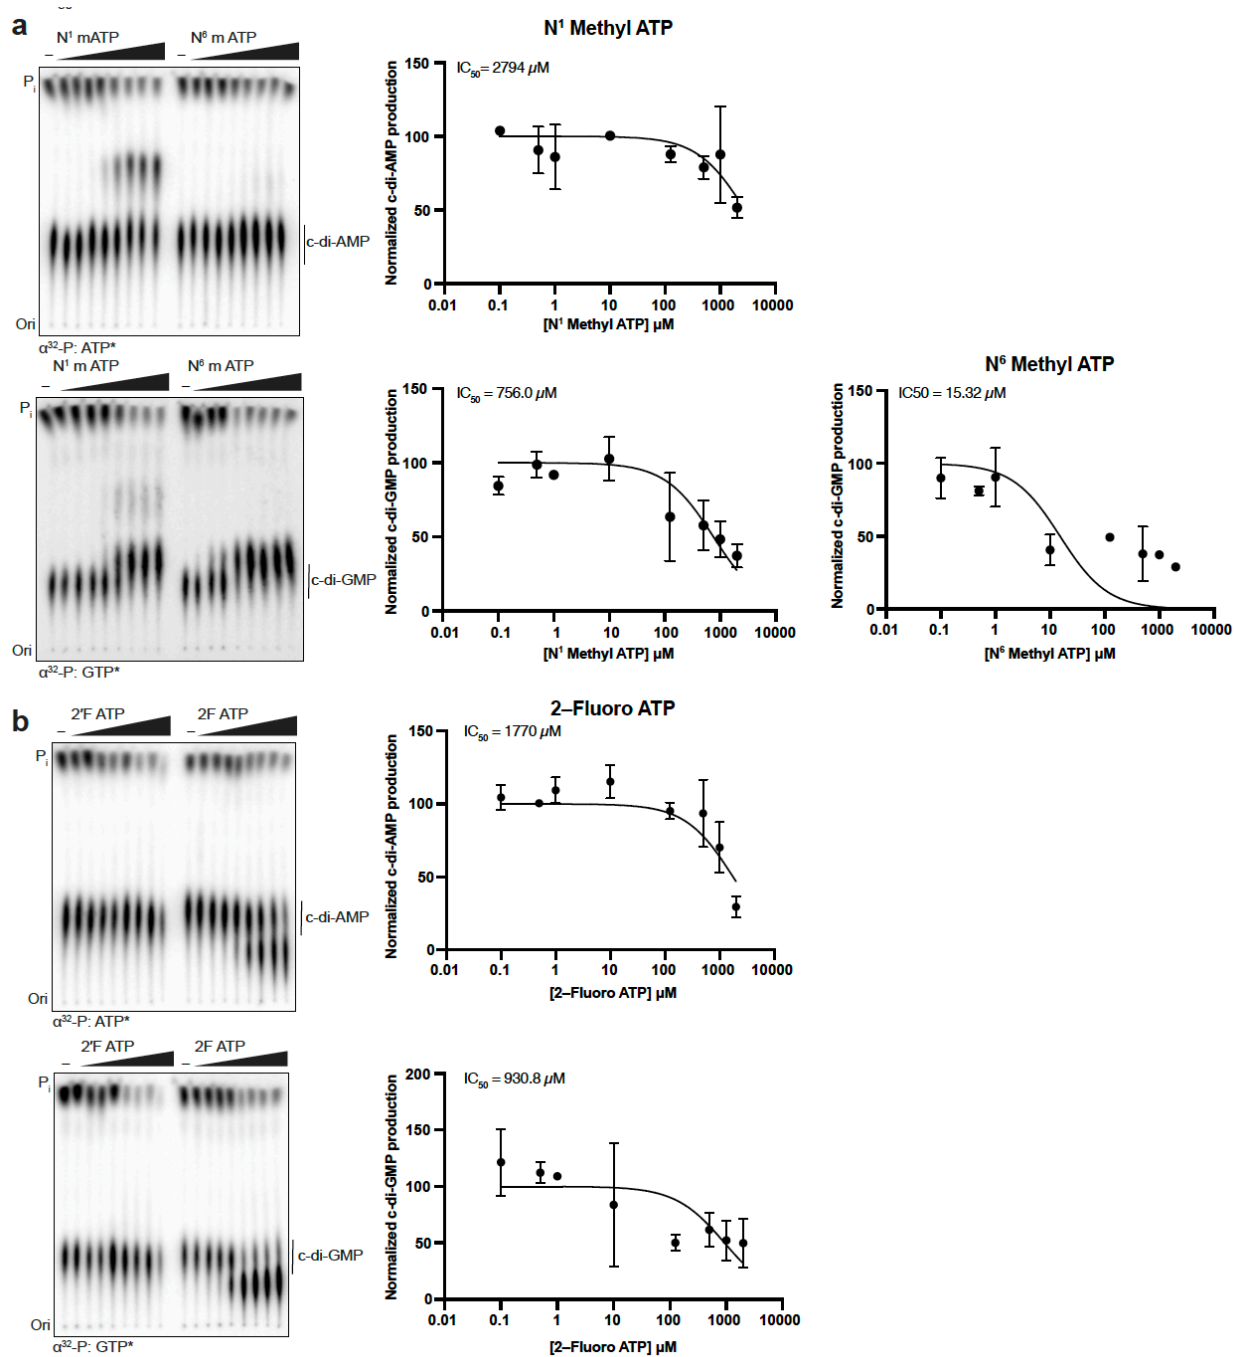 a
N¹ mATP
N⁶ m ATP
–
–
Pᵢ
c-di-AMP
Ori
α³²-P: ATP*
N¹ Methyl ATP
IC₅₀= 2794 µM
Normalized c-di-AMP production
150
100
50
0
0.01
0.1
1
10
100
1000
10000
[N¹ Methyl ATP] µM
N¹ m ATP
N⁶ m ATP
–
–
Pᵢ
c-di-GMP
Ori
α³²-P: GTP*
IC₅₀ = 756.0 µM
Normalized c-di-GMP production
150
100
50
0
0.01
0.1
1
10
100
1000
10000
[N¹ Methyl ATP] µM
N⁶ Methyl ATP
IC50 = 15.32 µM
Normalized c-di-GMP production
150
100
50
0
0.01
0.1
1
10
100
1000
10000
[N⁶ Methyl ATP] µM
b
2'F ATP
2F ATP
–
–
Pᵢ
c-di-AMP
Ori
α³²-P: ATP*
2–Fluoro ATP
IC₅₀ = 1770 µM
Normalized c-di-AMP production
150
100
50
0
0.01
0.1
1
10
100
1000
10000
[2–Fluoro ATP] µM
2'F ATP
2F ATP
–
–
Pᵢ
c-di-GMP
Ori
α³²-P: GTP*
IC₅₀ = 930.8 µM
Normalized c-di-GMP production
200
150
100
50
0
0.01
0.1
1
10
100
1000
10000
[2–Fluoro ATP] µM